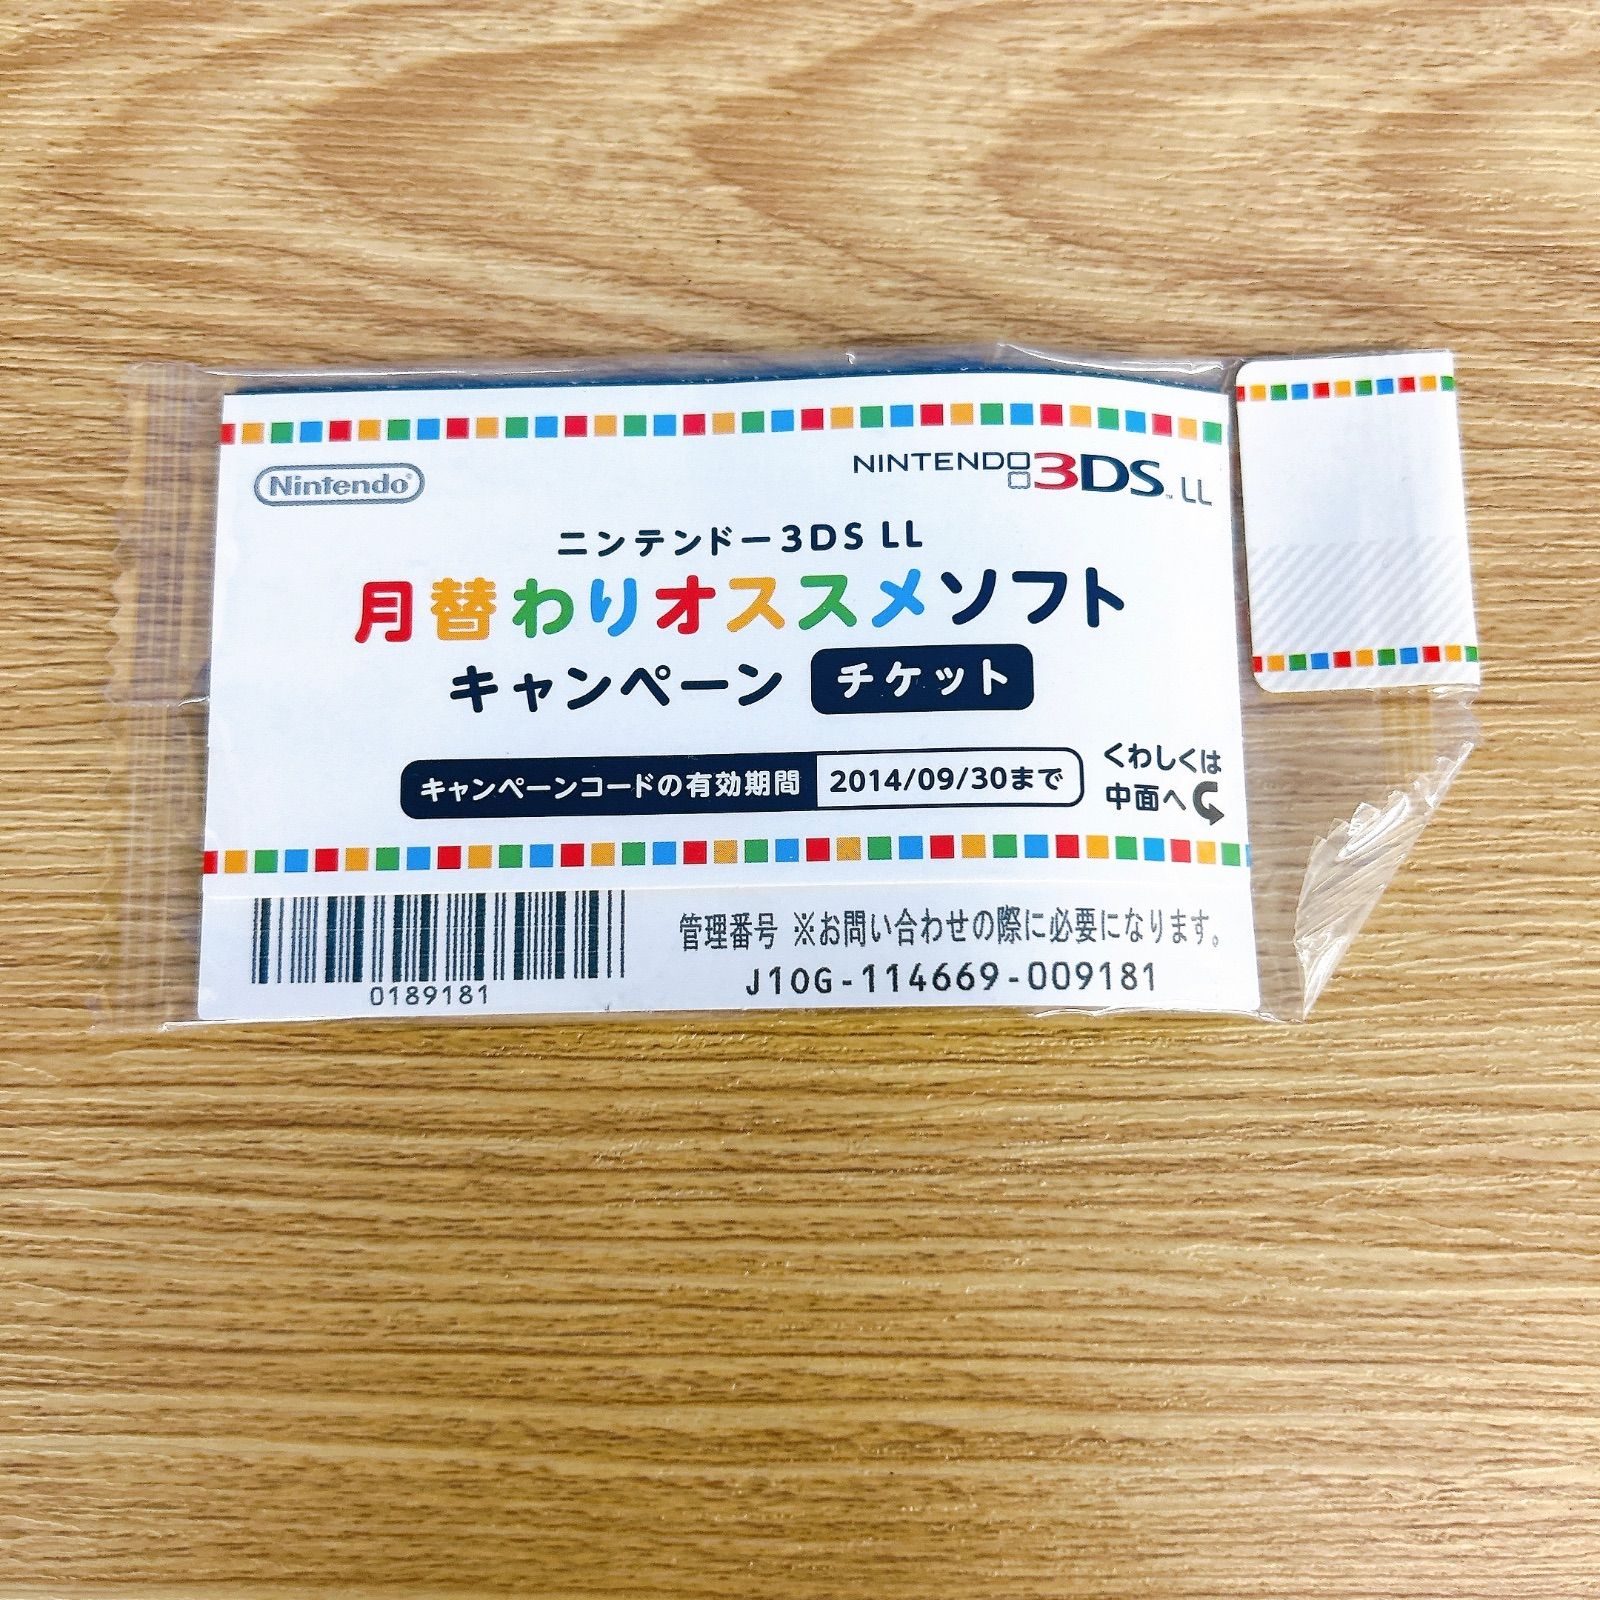 Nintendo
NINTENDO 3DS™ LL
ニンテンドー3DS LL
月替わりオススメソフト
キャンペーン チケット
キャンペーンコードの有効期間 2014/09/30まで
くわしくは
中面へ
0189181
管理番号 ※お問い合わせの際に必要になります。
J10G-114669-009181